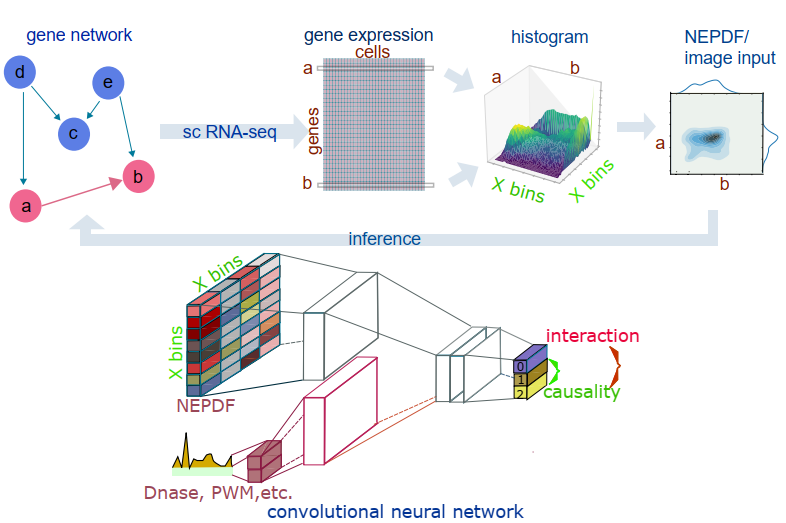 gene network
d
e
c
b
a
sc RNA-seq
gene expression
cells
a
genes
b
histogram
a
b
X bins
X bins
NEPDF/
image input
a
b
inference
X bins
X bins
NEPDF
Dnase, PWM,etc.
interaction
0
1
2
causality
convolutional neural network